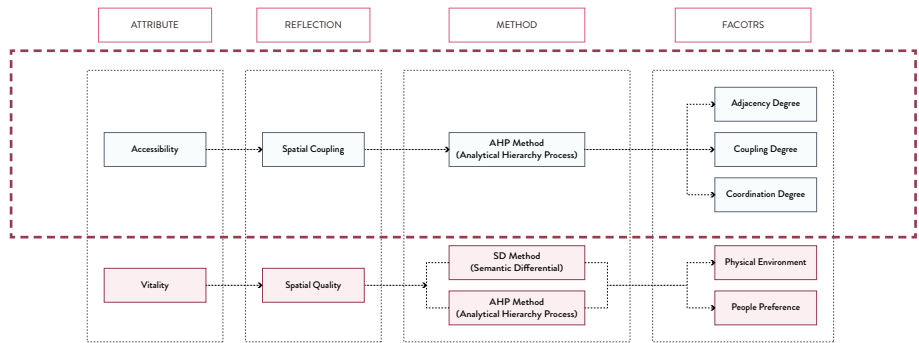 ATTRIBUTE
REFLECTION
METHOD
FACOTRS
Adjacency Degree
Accessibility
Spatial Coupling
AHP Method
(Analytical Hierarchy Process)
Coupling Degree
Coordination Degree
SD Method
(Semantic Differential)
Physical Environment
Vitality
Spatial Quality
AHP Method
(Analytical Hierarchy Process)
People Preference